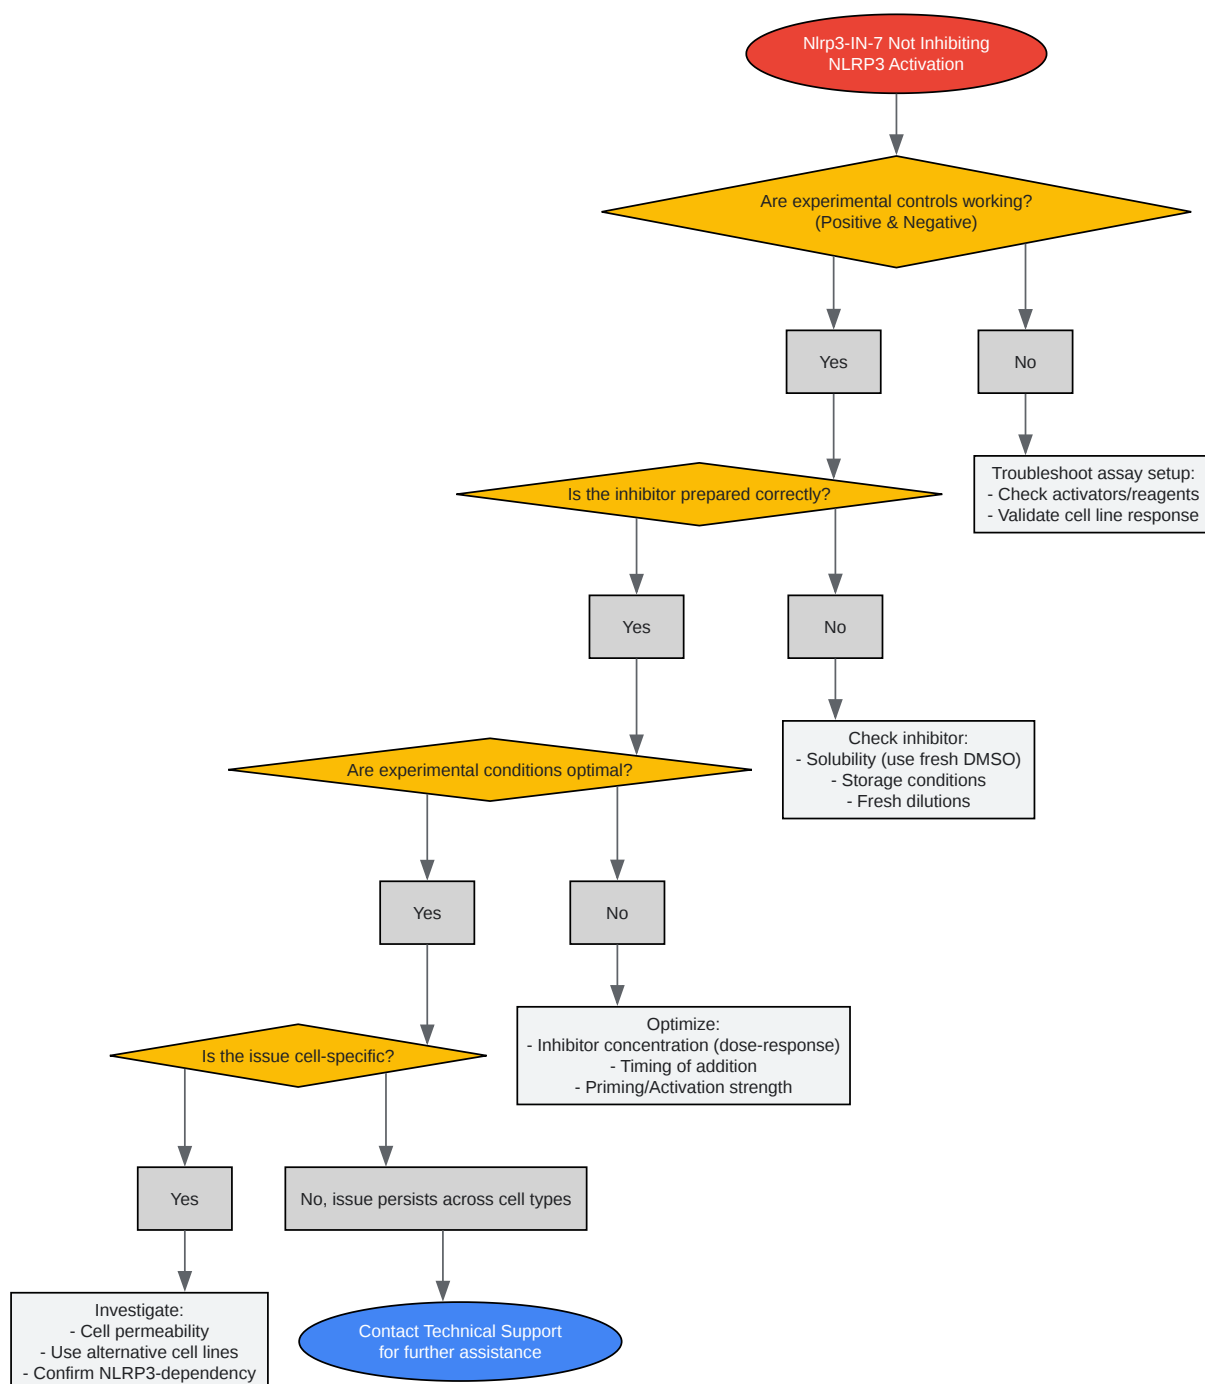 Nlrp3-IN-7 Not Inhibiting
NLRP3 Activation
Are experimental controls working?
(Positive & Negative)
Yes
No
Troubleshoot assay setup:
- Check activators/reagents
- Validate cell line response
Is the inhibitor prepared correctly?
Yes
No
Check inhibitor:
- Solubility (use fresh DMSO)
- Storage conditions
- Fresh dilutions
Are experimental conditions optimal?
Yes
No
Optimize:
- Inhibitor concentration (dose-response)
- Timing of addition
- Priming/Activation strength
Is the issue cell-specific?
Yes
No, issue persists across cell types
Investigate:
- Cell permeability
- Use alternative cell lines
- Confirm NLRP3-dependency
Contact Technical Support
for further assistance